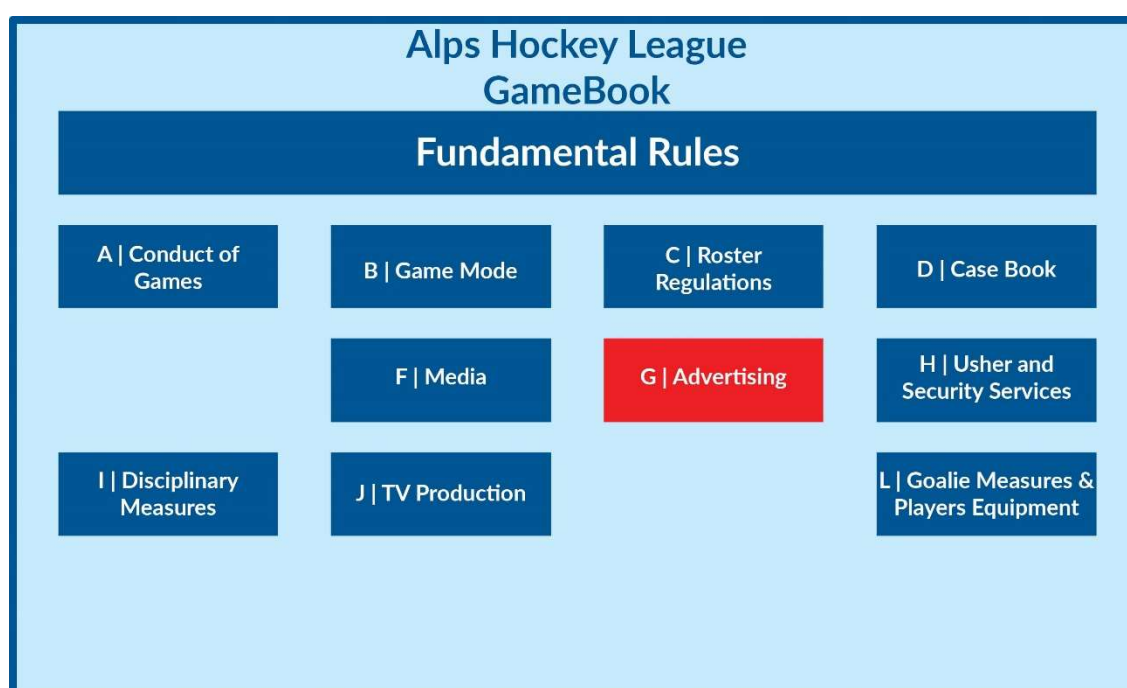 Alps Hockey League
GameBook
Fundamental Rules
A | Conduct of
Games
B | Game Mode
C | Roster
Regulations
D | Case Book
F | Media
G | Advertising
H | Usher and
Security Services
I | Disciplinary
Measures
J | TV Production
L | Goalie Measures &
Players Equipment